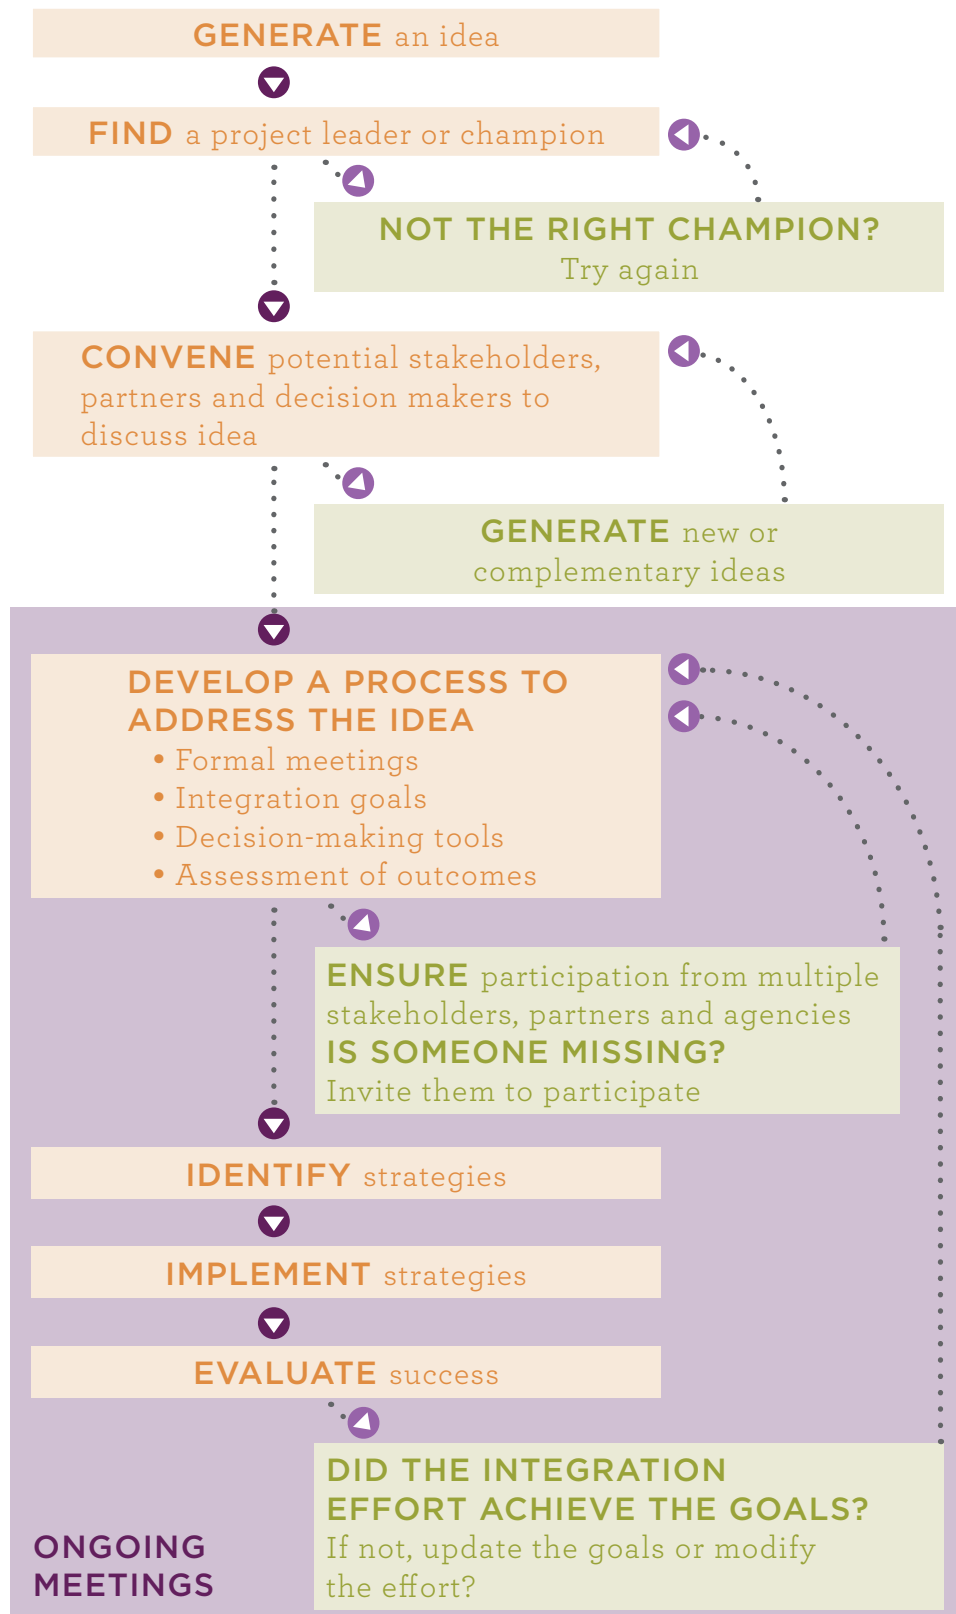 GENERATE an idea
FIND a project leader or champion
NOT THE RIGHT CHAMPION?
Try again
CONVENE potential stakeholders,
partners and decision makers to
discuss idea
GENERATE new or
complementary ideas
DEVELOP A PROCESS TO
ADDRESS THE IDEA
• Formal meetings
• Integration goals
• Decision-making tools
• Assessment of outcomes
ENSURE participation from multiple
stakeholders, partners and agencies
IS SOMEONE MISSING?
Invite them to participate
IDENTIFY strategies
IMPLEMENT strategies
EVALUATE success
DID THE INTEGRATION
EFFORT ACHIEVE THE GOALS?
If not, update the goals or modify
the effort?
ONGOING
MEETINGS